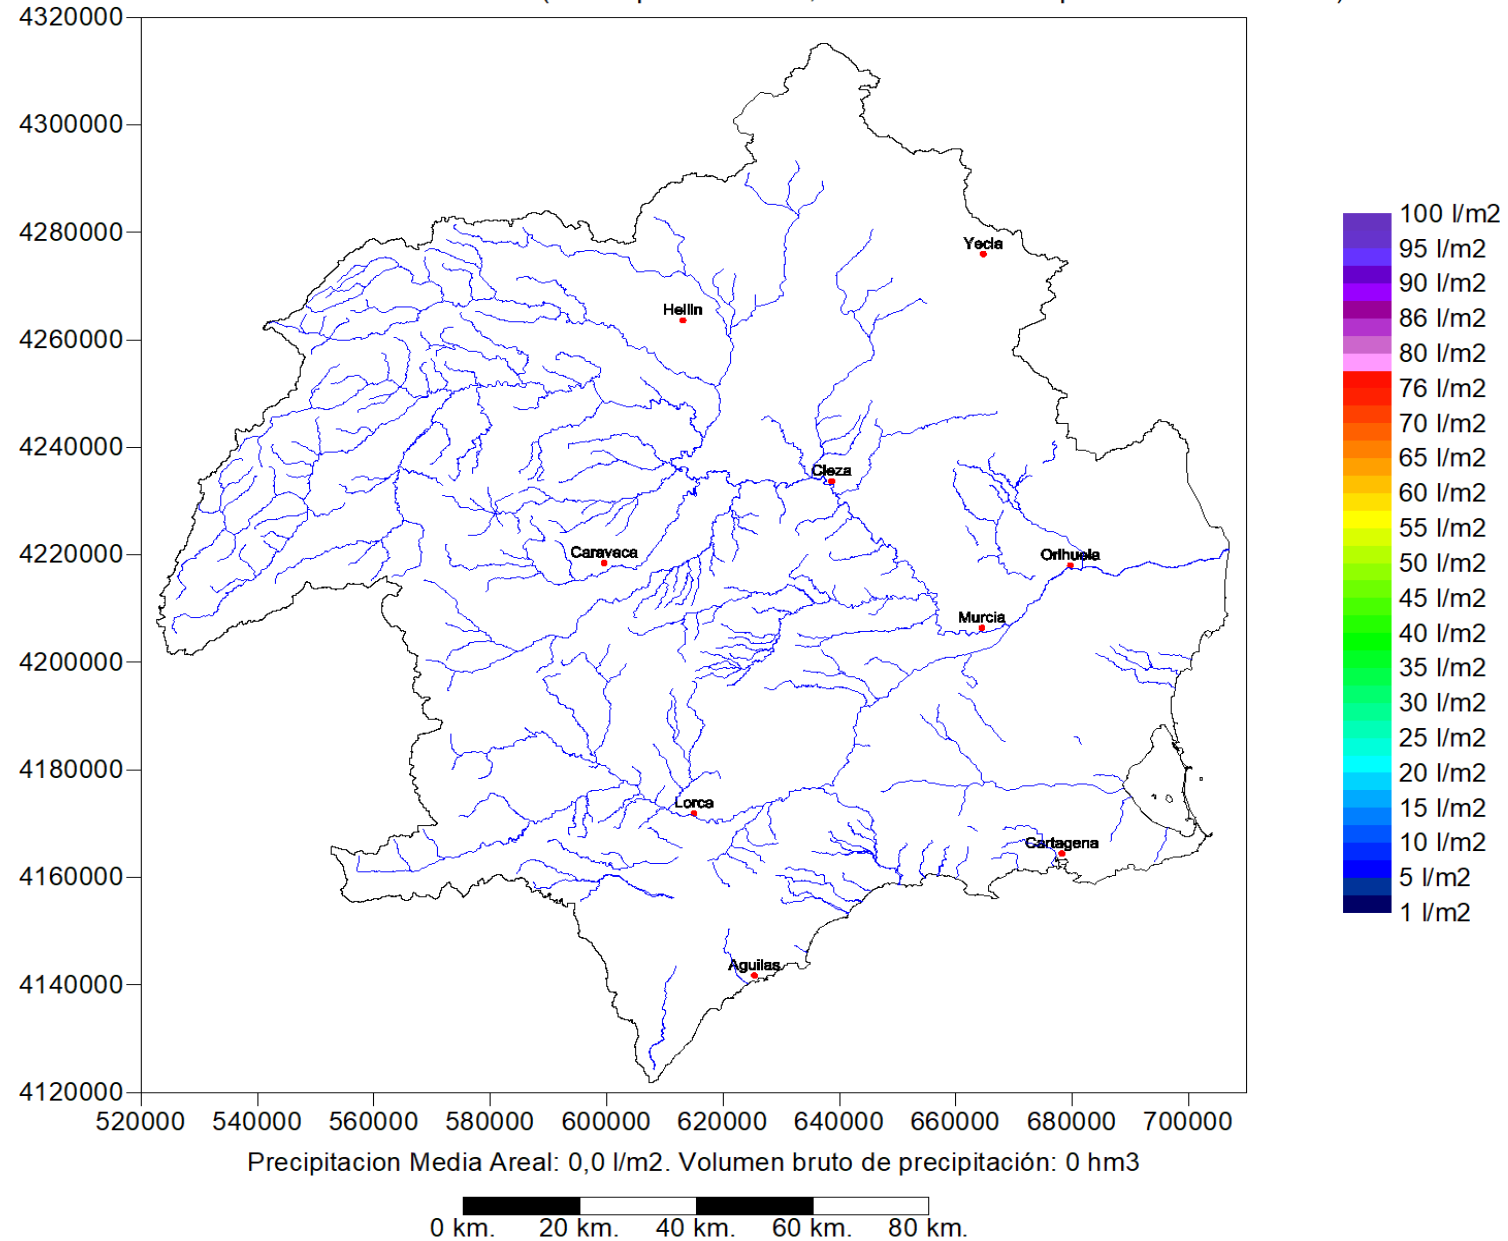 4320000
4300000
4280000
4260000
4240000
4220000
4200000
4180000
4160000
4140000
4120000
520000 540000 560000 580000 600000 620000 640000 660000 680000 700000
Yecla
Hellin
Cieza
Caravaca
Orihuela
Murcia
Lorca
Cartagena
Aguilas
100 l/m2
95 l/m2
90 l/m2
86 l/m2
80 l/m2
76 l/m2
70 l/m2
65 l/m2
60 l/m2
55 l/m2
50 l/m2
45 l/m2
40 l/m2
35 l/m2
30 l/m2
25 l/m2
20 l/m2
15 l/m2
10 l/m2
5 l/m2
1 l/m2
Precipitacion Media Areal: 0,0 l/m2. Volumen bruto de precipitación: 0 hm3
0 km. 20 km. 40 km. 60 km. 80 km.